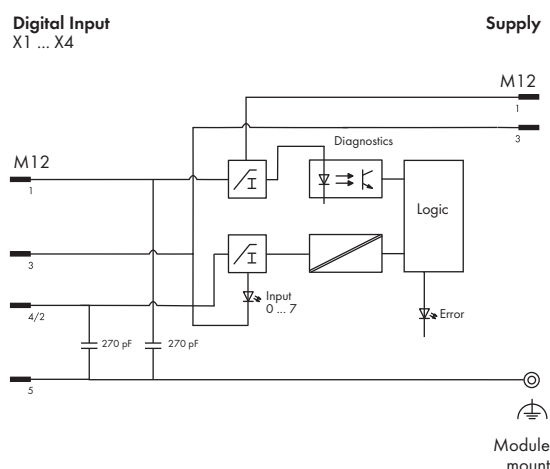 Digital Input
X1 ... X4
Supply
M12
1
3
Diagnostics
M12
1
I
Logic
3
I
Input
0 ... 7
4/2
Error
270 pF
270 pF
5
Module
mount